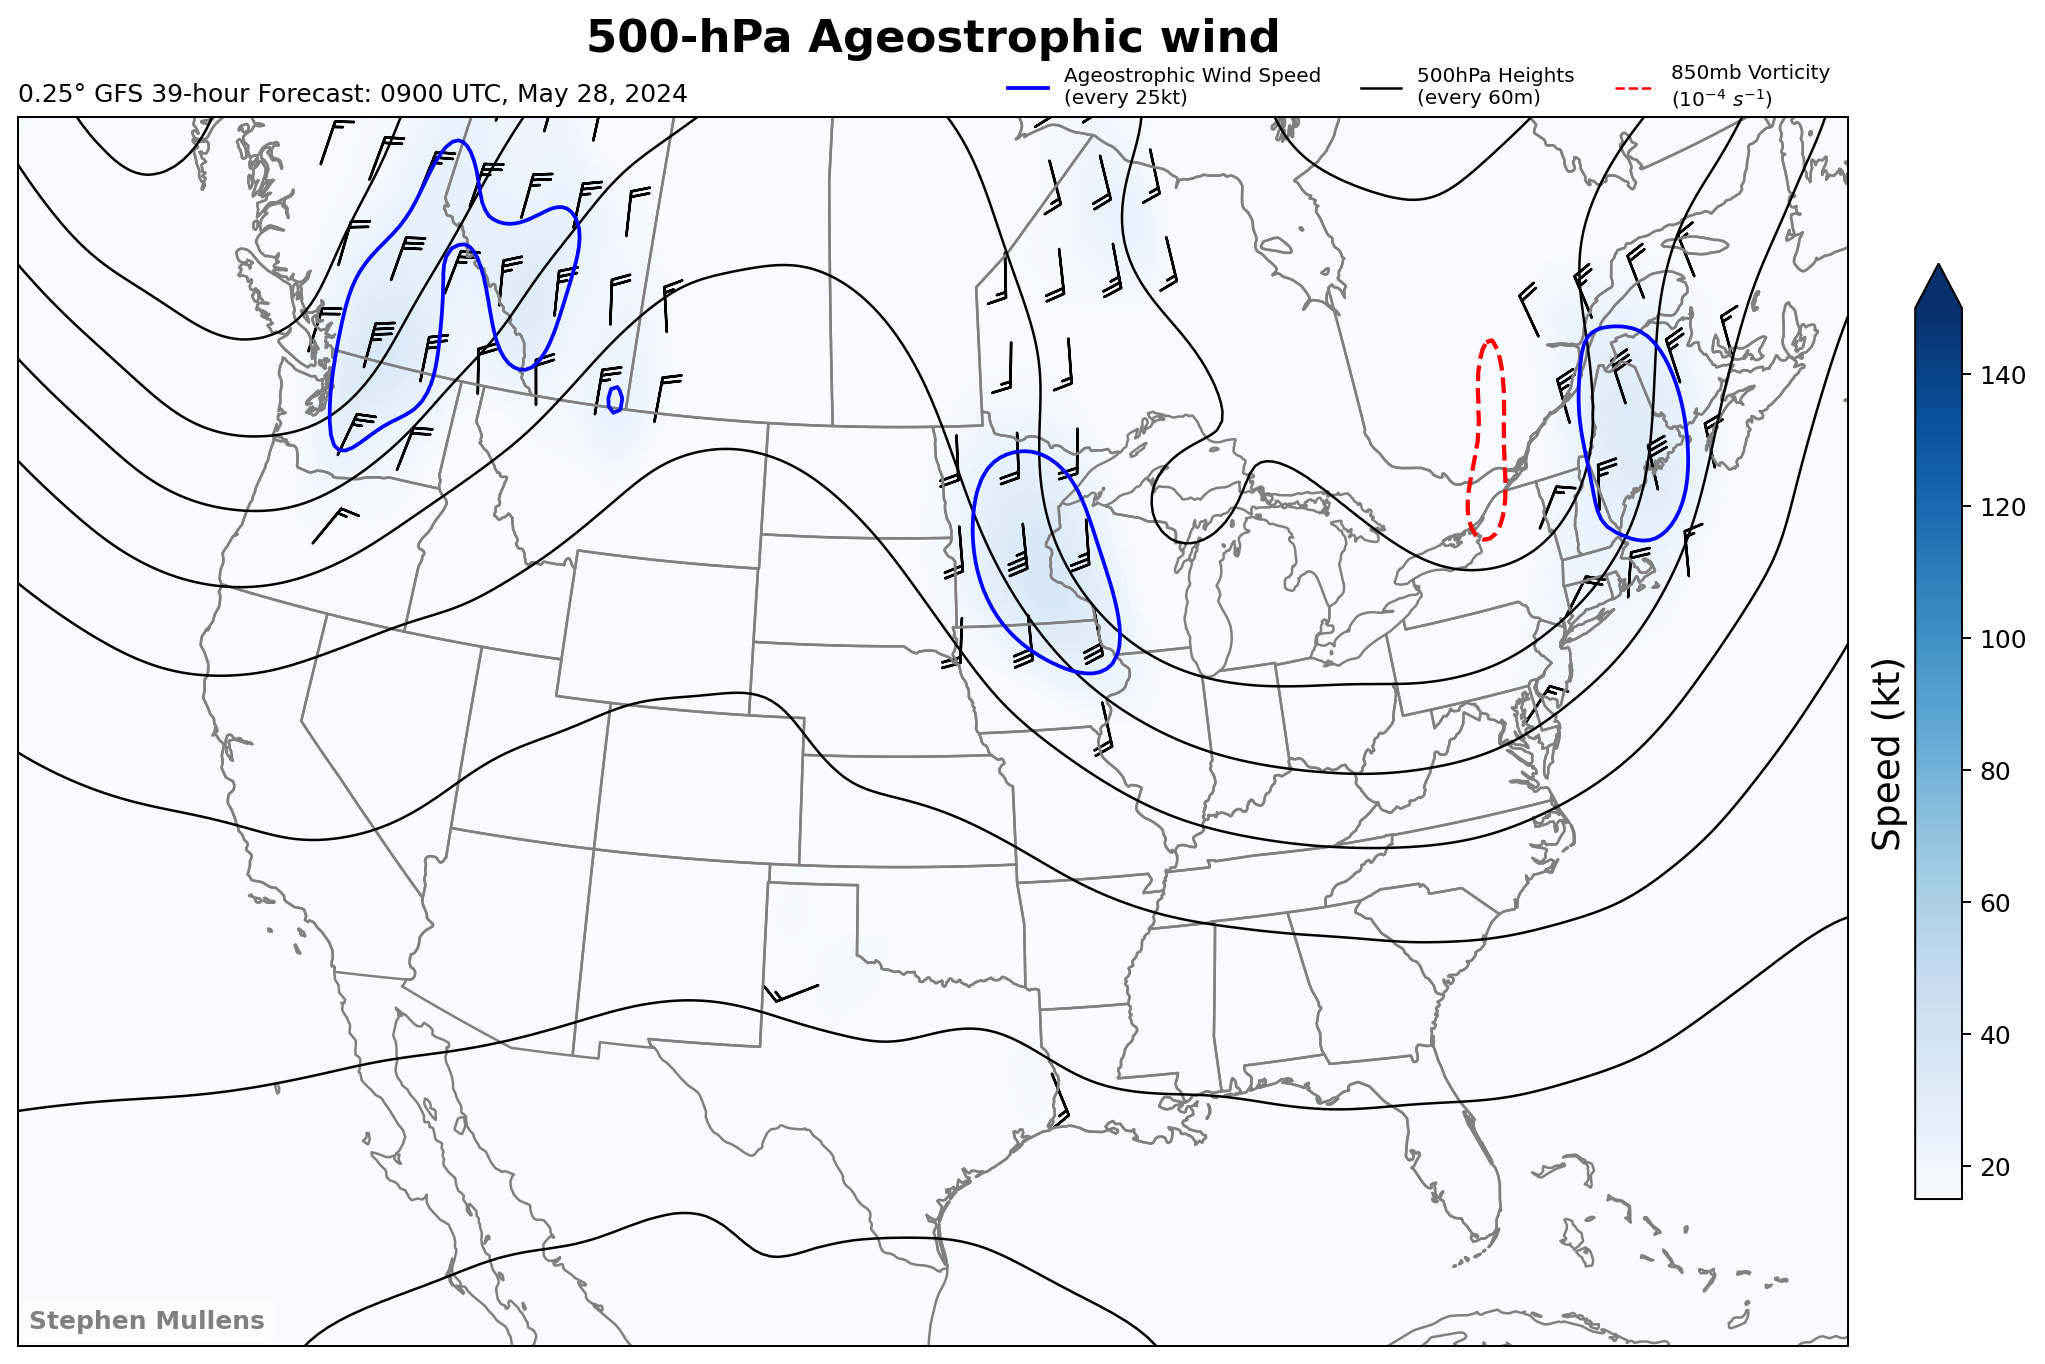 500-hPa Ageostrophic wind
0.25° GFS 39-hour Forecast: 0900 UTC, May 28, 2024
Ageostrophic Wind Speed
(every 25kt)
500hPa Heights
(every 60m)
850mb Vorticity
(10⁻⁴ s⁻¹)
140
120
100
80
60
40
20
Speed (kt)
Stephen Mullens